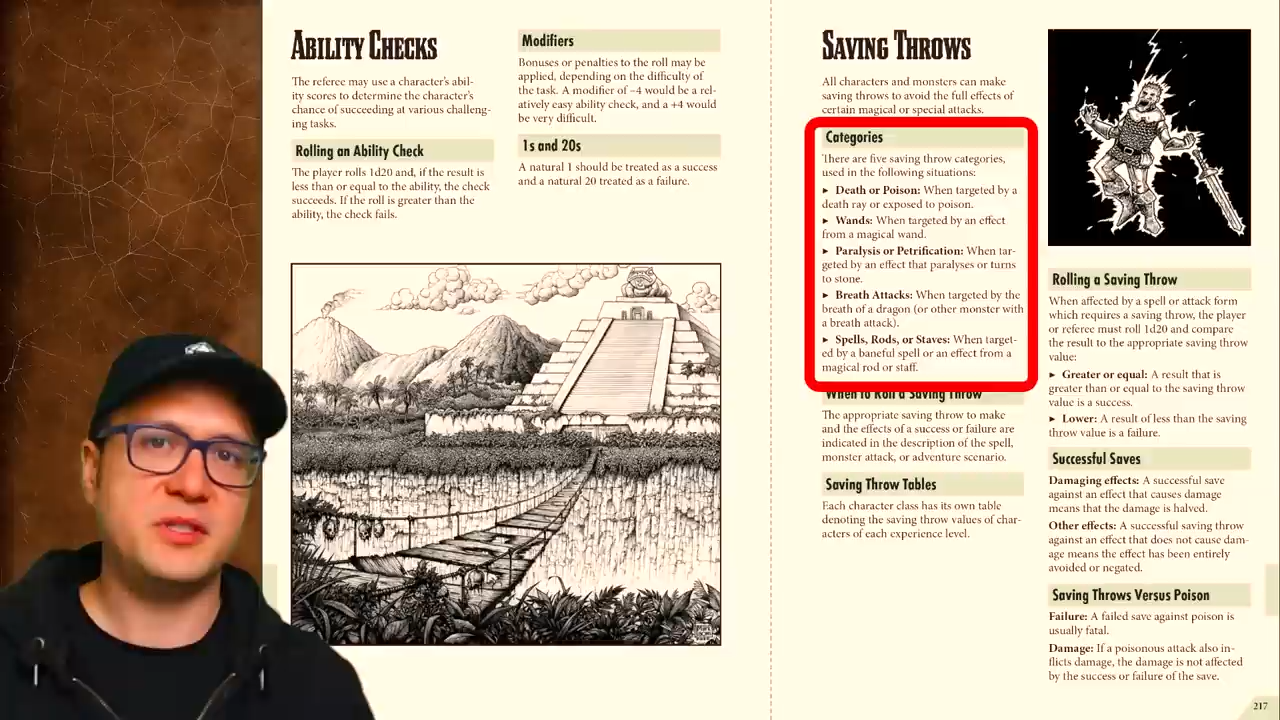 ABILITY CHECKS
The referee may use a character's abil-
ity scores to determine the character's
chance of succeeding at various challeng-
ing tasks.
Rolling an Ability Check
The player rolls 1d20 and, if the result is
less than or equal to the ability, the check
succeeds. If the roll is greater than the
ability, the check fails.
Modifiers
Bonuses or penalties to the roll may be
applied, depending on the difficulty of
the task. A modifier of –4 would be a rel-
atively easy ability check, and a +4 would
be very difficult.
1s and 20s
A natural 1 should be treated as a success
and a natural 20 treated as a failure.
SAVING THROWS
All characters and monsters can make
saving throws to avoid the full effects of
certain magical or special attacks.
Categories
There are five saving throw categories,
used in the following situations:
► Death or Poison: When targeted by a
death ray or exposed to poison.
► Wands: When targeted by an effect
from a magical wand.
► Paralysis or Petrification: When tar-
geted by an effect that paralyses or turns
to stone.
► Breath Attacks: When targeted by the
breath of a dragon (or other monster with
a breath attack).
► Spells, Rods, or Staves: When target-
ed by a baneful spell or an effect from a
magical rod or staff.
When to Roll a Saving Throw
The appropriate saving throw to make
and the effects of a success or failure are
indicated in the description of the spell,
monster attack, or adventure scenario.
Saving Throw Tables
Each character class has its own table
denoting the saving throw values of char-
acters of each experience level.
Rolling a Saving Throw
When affected by a spell or attack form
which requires a saving throw, the player
or referee must roll 1d20 and compare
the result to the appropriate saving throw
value:
► Greater or equal: A result that is
greater than or equal to the saving throw
value is a success.
► Lower: A result of less than the saving
throw value is a failure.
Successful Saves
Damaging effects: A successful save
against an effect that causes damage
means that the damage is halved.
Other effects: A successful saving throw
against an effect that does not cause dam-
age means the effect has been entirely
avoided or negated.
Saving Throws Versus Poison
Failure: A failed save against poison is
usually fatal.
Damage: If a poisonous attack also in-
flicts damage, the damage is not affected
by the success or failure of the save.
217